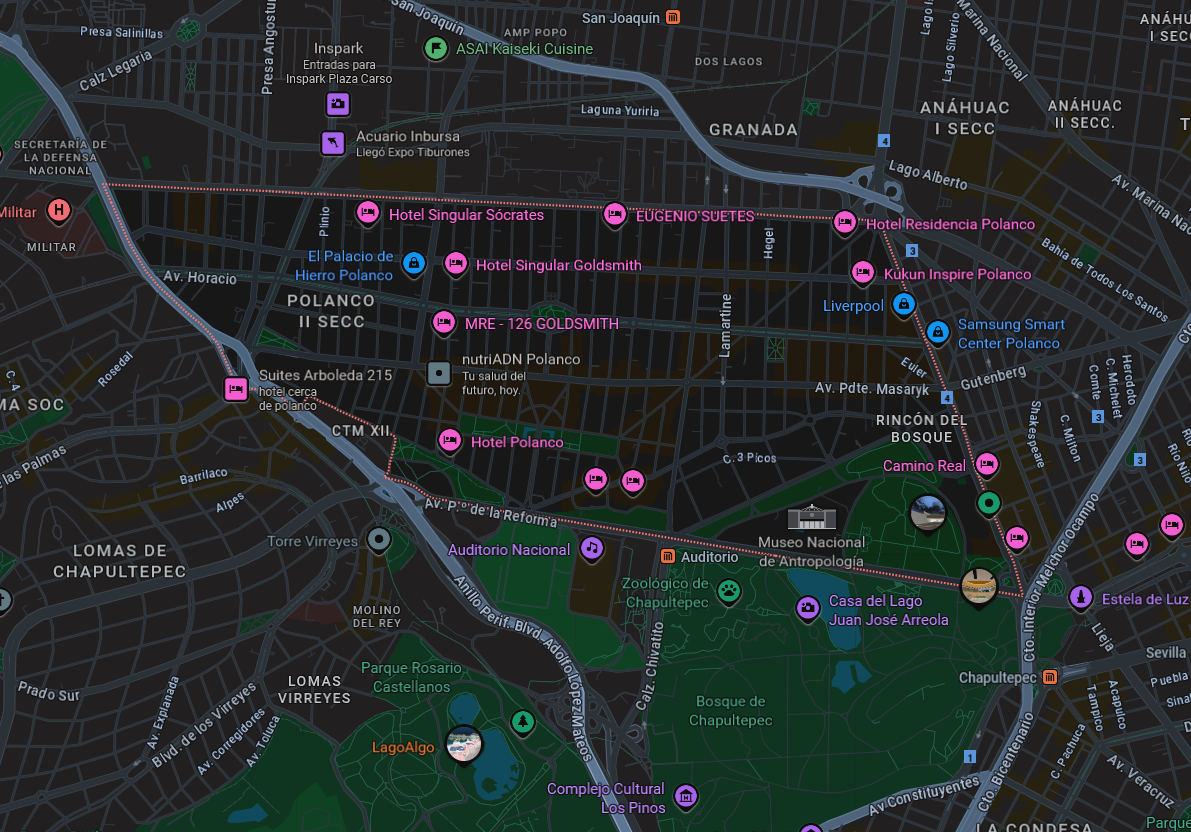 San Joaquín
San Joaquín
Presa Salinillas
Presa Angostu
AMP POPO
ASAI Kaiseki Cuisine
Inspark
Entradas para
Inspark Plaza Carso
Calz Legaria
DOS LAGOS
Lago Silverio
Marina Nacional
ANÁHU
I SECC
Laguna Yuriria
GRANADA
ANÁHUAC
I SECC
ANÁHUAC
II SECC.
Acuario Inbursa
Llegó Expo Tiburones
4
SECRETARÍA DE
LA DEFENSA
NACIONAL
Lago Alberto
Av. Marina Nac
Militar
H
MILITAR
Plinio
Hotel Singular Sócrates
EUGENIO SUETES
Hegel
Hotel Residencia Polanco
3
Bahía de Todos Los Santos
El Palacio de
Hierro Polanco
Hotel Singular Goldsmith
Kukun Inspire Polanco
Av. Horacio
POLANCO
II SECC
Liverpool
MRE - 126 GOLDSMITH
Lamartine
Samsung Smart
Center Polanco
Rosedal
nutriADN Polanco
Tu salud del
futuro, hoy.
Suites Arboleda 215
hotel cerca
de polanco
Euler
Gutenberg
Av. Pdte. Masaryk
4
C. Michelet
Comte
Herodoto
C. 4
MA SOC
CTM XII
RINCÓN DEL
BOSQUE
Shakespeare
C. Milton
3
3
Hotel Polanco
C. 3 Picos
Camino Real
Río Nilo
de las Palmas
Barrilaco
Alpes
Av. P.º de la Reforma
Museo Nacional
de Antropología
Torre Virreyes
Auditorio Nacional
Auditorio
LOMAS DE
CHAPULTEPEC
Zoológico de
Chapultepec
Casa del Lago
Juan José Arreola
Cto. Interior Melchor Ocampo
Estela de Luz
MOLINO
DEL REY
Anillo Perif. Blvd. Adolfo López Mateos
Calz. Chivatito
Lieja
Sevilla
Parque Rosario
Castellanos
Chapultepec
Puebla
LOMAS
VIRREYES
Prado Sur
Av. Explanada
Blvd. de los Virreyes
Av. Corregidores
Av. Toluca
Bosque de
Chapultepec
Acapulco
Tampico
LagoAlgo
C. Pachuca
1
Av. Veracruz
Complejo Cultural
Los Pinos
Av Constituyentes
Cto. Bicentenario
LA CONDESA
Parque